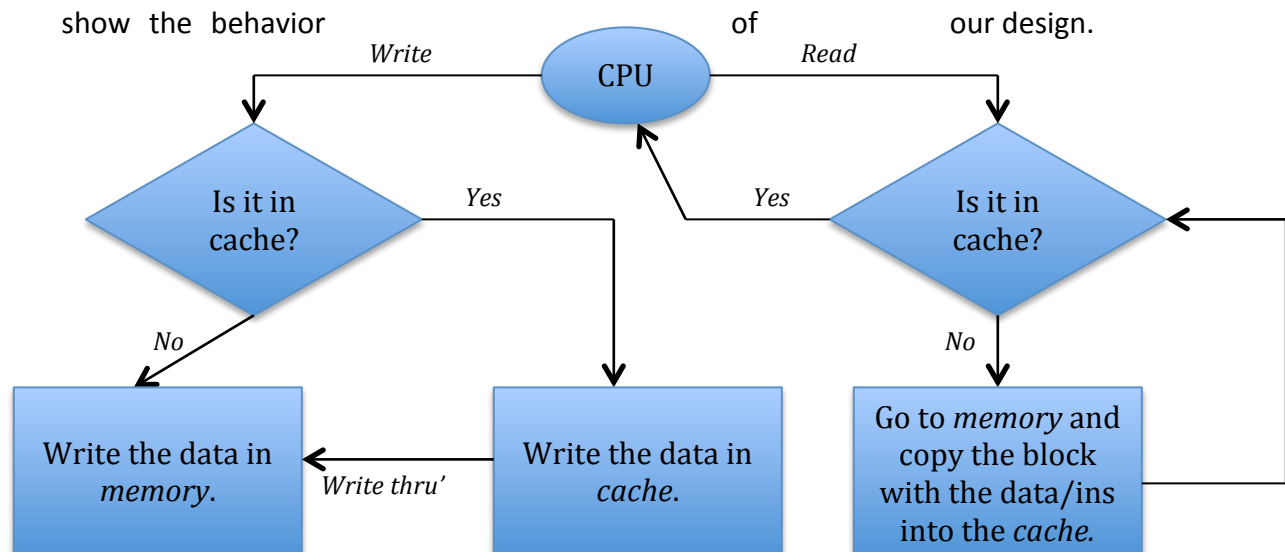 show the behavior of our design.
Write
CPU
Read
Is it in
cache?
Yes
Yes
Is it in
cache?
No
No
Write the data in
memory.
Write thru’
Write the data in
cache.
Go to memory and
copy the block
with the data/ins
into the cache.